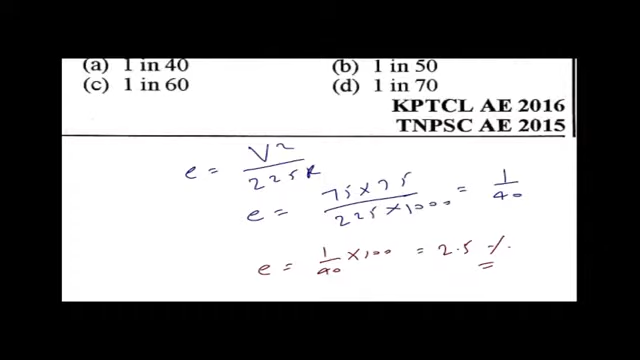 (a) 1 in 40 (b) 1 in 50
(c) 1 in 60 (d) 1 in 70
KPTCL AE 2016
TNPSC AE 2015
e = V² / 225R
e = 75 × 75 / 225 × 1000 = 1 / 40
e = 1 / 40 × 100 = 2.5 %